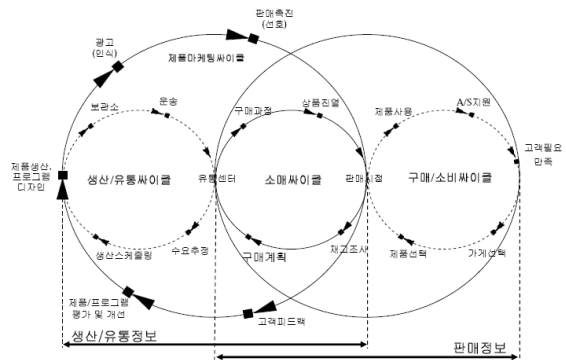 판매촉진
(선호)
광고
(인식)
제품마케팅싸이클
보관소
운송
구매과정
상품진열
제품사용
A/S지원
고객필요
만족
제품생산,
프로그램
디자인
생산/유통싸이클
유통센터
소매싸이클
판매시점
구매/소비싸이클
생산스케줄링
수요추정
구매계획
재고조사
제품선택
가게선택
제품/프로그램
평가 및 개선
고객피드백
생산/유통정보
판매정보